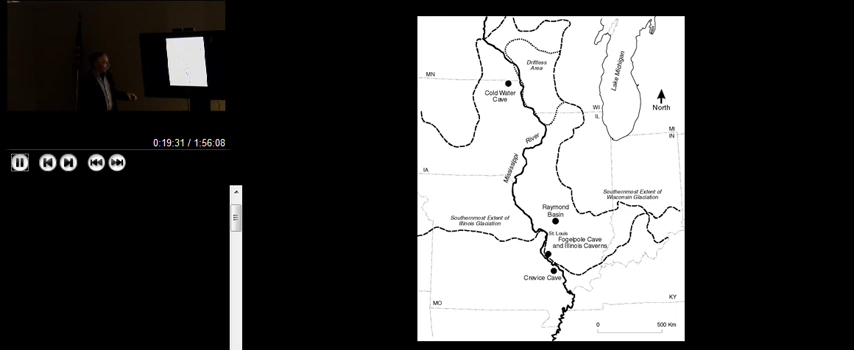 0:19:31 / 1:56:08
Driftless
Area
Lake Michigan
MN
Cold Water
Cave
North
WI
IL
MI
IN
River
Mississippi
IA
Southernmost Extent of
Wisconsin Glaciation
Raymond
Basin
Southernmost Extent of
Illinois Glaciation
St. Louis
Fogelpole Cave
and Illinois Caverns
Crevice Cave
MO
KY
0
500 Km